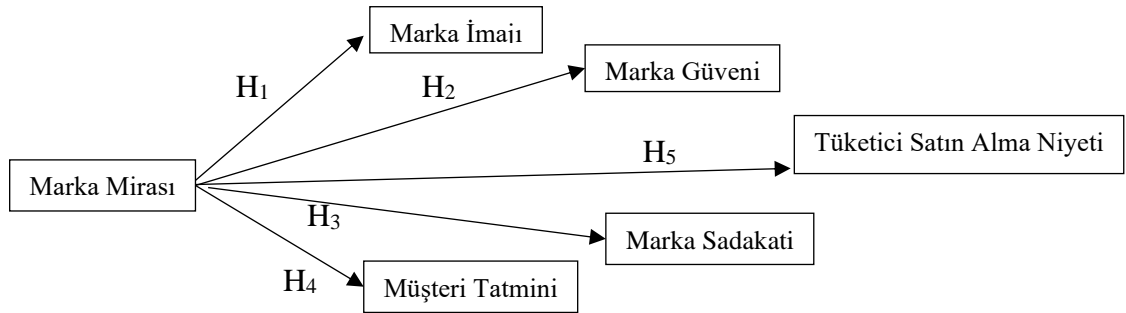 Marka İmajı
Marka Güveni
H1
H2
Tüketici Satın Alma Niyeti
H5
Marka Mirası
H3
Marka Sadakati
H4
Müşteri Tatmini